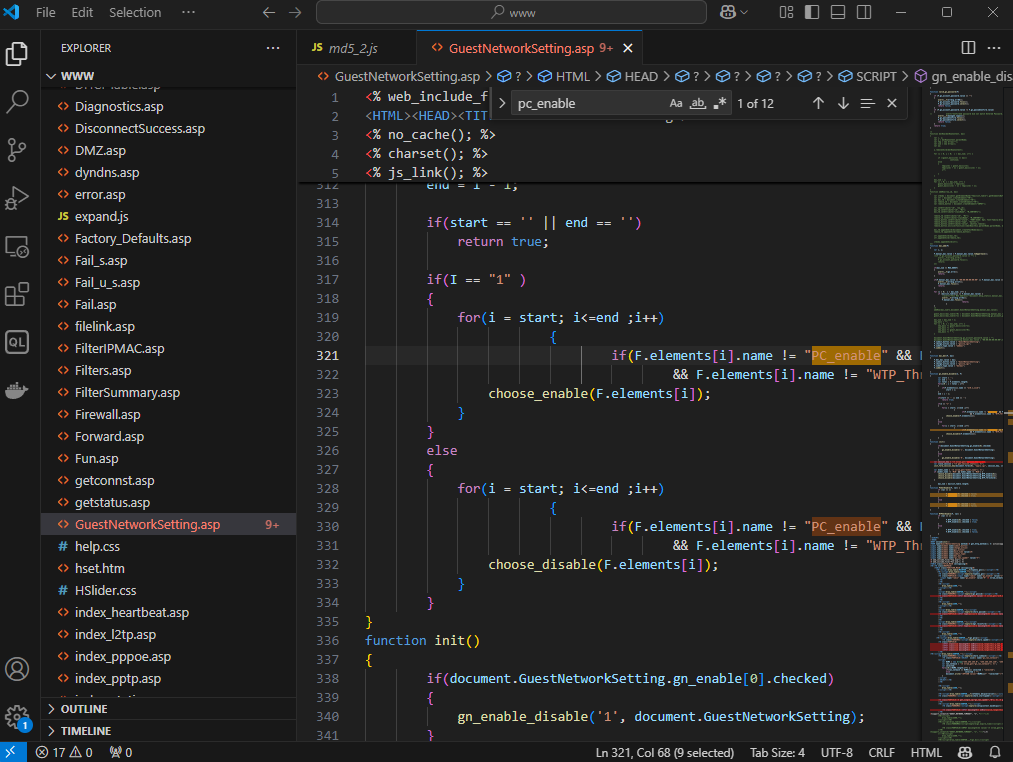 File Edit Selection ··· www
EXPLORER ···
WWW
Diagnostics.asp
DisconnectSuccess.asp
DMZ.asp
dyndns.asp
error.asp
JS expand.js
Factory_Defaults.asp
Fail_s.asp
Fail_u_s.asp
Fail.asp
filelink.asp
FilterIPMAC.asp
Filters.asp
FilterSummary.asp
Firewall.asp
Forward.asp
Fun.asp
getconnst.asp
getstatus.asp
GuestNetworkSetting.asp 9+
# help.css
hset.htm
# HSlider.css
index_heartbeat.asp
index_l2tp.asp
index_pppoe.asp
index_pptp.asp
OUTLINE
TIMELINE
JS md5_2.js
<> GuestNetworkSetting.asp 9+ ×
<> GuestNetworkSetting.asp > ? > HTML > HEAD > ? > ? > ? > ? > SCRIPT > gn_enable_dis
pc_enable Aa ab .* 1 of 12
1 <% web_include_f
2 <HTML><HEAD><TIT
3 <% no_cache(); %>
4 <% charset(); %>
5 <% js_link(); %>
312 end = i - 1;
313
314 if(start == '' || end == '')
315 return true;
316
317 if(I == "1" )
318 {
319 for(i = start; i<=end ;i++)
320 {
321 if(F.elements[i].name != "PC_enable" &&
322 && F.elements[i].name != "WTP_Thr
323 choose_enable(F.elements[i]);
324 }
325 }
326 else
327 {
328 for(i = start; i<=end ;i++)
329 {
330 if(F.elements[i].name != "PC_enable" &&
331 && F.elements[i].name != "WTP_Thr
332 choose_disable(F.elements[i]);
333 }
334 }
335 }
336 function init()
337 {
338 if(document.GuestNetworkSetting.gn_enable[0].checked)
339 {
340 gn_enable_disable('1', document.GuestNetworkSetting);
341 }
QL
1
17 0 0 Ln 321, Col 68 (9 selected) Tab Size: 4 UTF-8 CRLF HTML